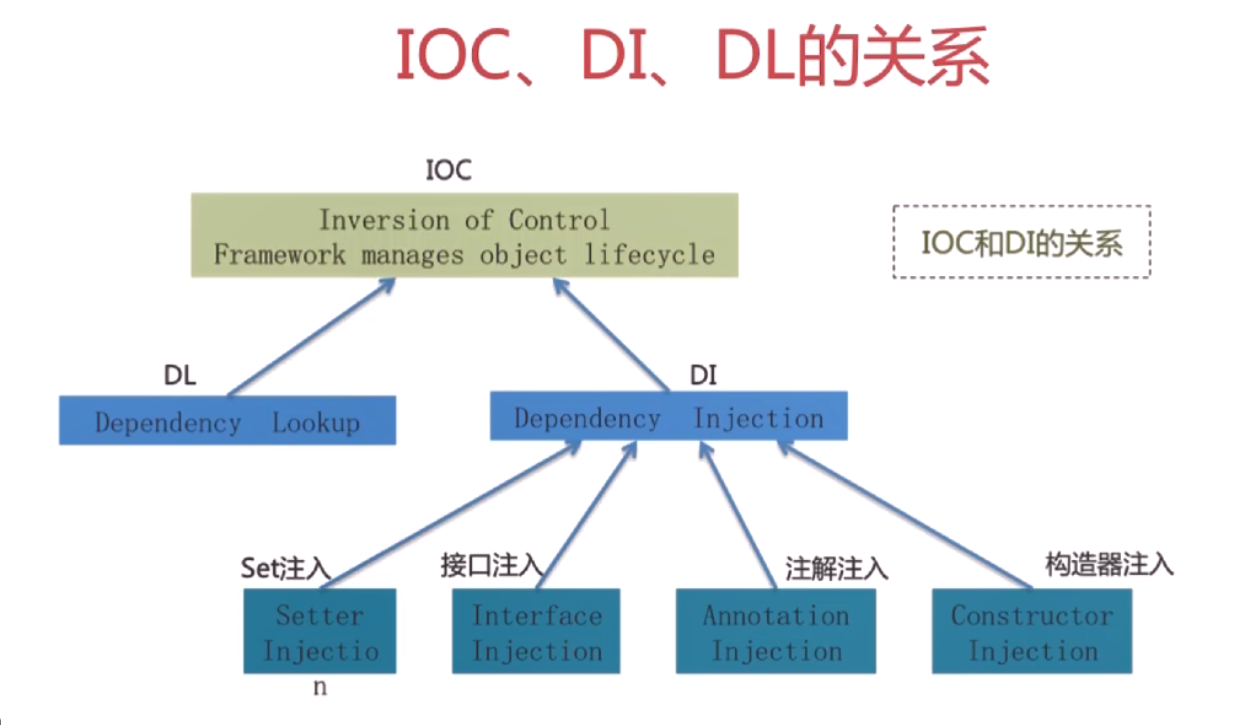 IOC、DI、DL的关系
IOC
Inversion of Control
Framework manages object lifecycle
IOC和DI的关系
DL
Dependency Lookup
DI
Dependency Injection
Set注入
Setter
Injectio
n
接口注入
Interface
Injection
注解注入
Annotation
Injection
构造器注入
Constructor
Injection